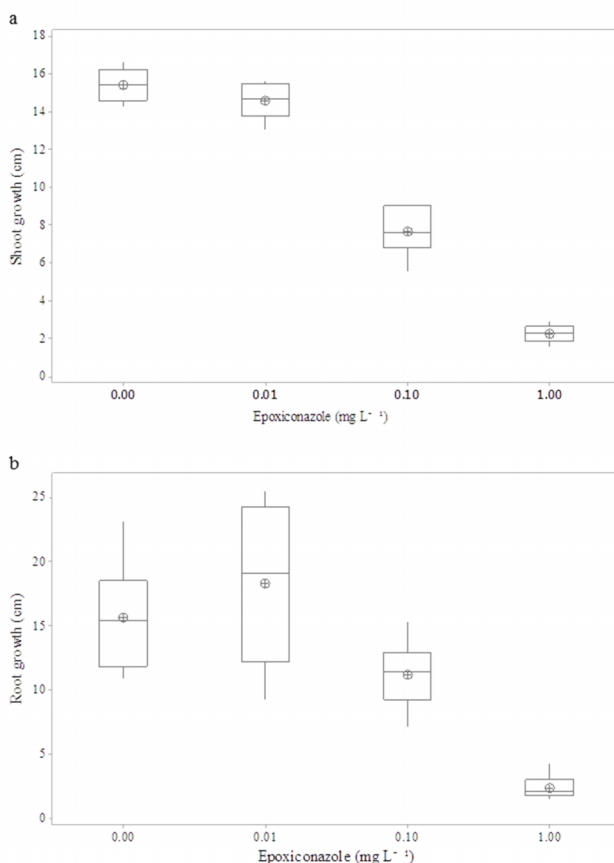 a
18
16
14
12
10
8
6
4
2
0
Shoot growth (cm)
0.00 0.01 0.10 1.00
Epoxiconazole (mg L⁻ ¹)
b
25
20
15
10
5
0
Root growth (cm)
0.00 0.01 0.10 1.00
Epoxiconazole (mg L⁻ ¹)